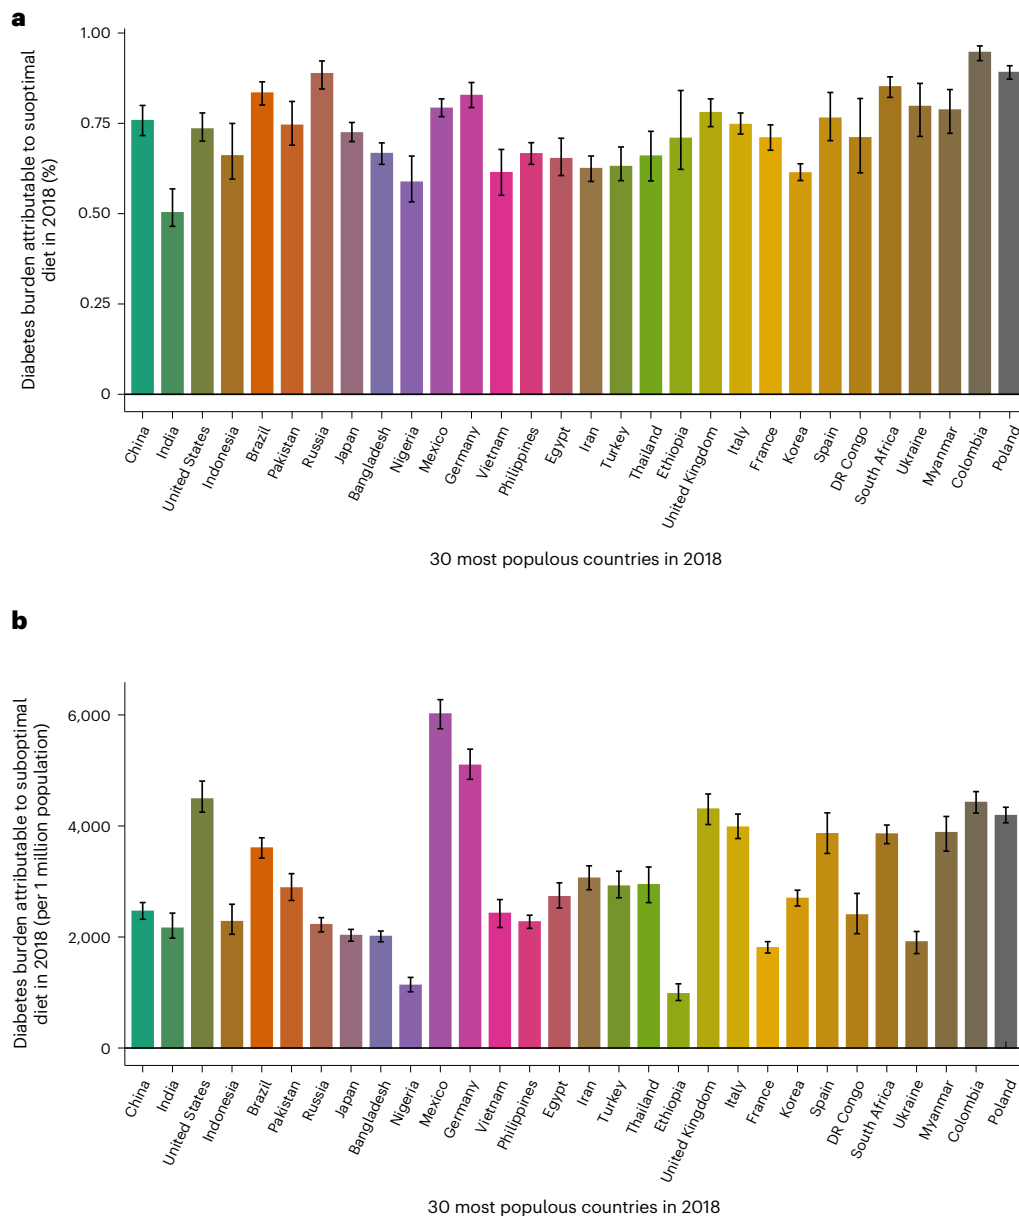 a
Diabetes burden attributable to suoptimal
diet in 2018 (%)
1.00
0.75
0.50
0.25
0
China
India
United States
Indonesia
Brazil
Pakistan
Russia
Japan
Bangladesh
Nigeria
Mexico
Germany
Vietnam
Philippines
Egypt
Iran
Turkey
Thailand
Ethiopia
United Kingdom
Italy
France
Korea
Spain
DR Congo
South Africa
Ukraine
Myanmar
Colombia
Poland
30 most populous countries in 2018
b
Diabetes burden attributable to suboptimal
diet in 2018 (per 1 million population)
6,000
4,000
2,000
0
China
India
United States
Indonesia
Brazil
Pakistan
Russia
Japan
Bangladesh
Nigeria
Mexico
Germany
Vietnam
Philippines
Egypt
Iran
Turkey
Thailand
Ethiopia
United Kingdom
Italy
France
Korea
Spain
DR Congo
South Africa
Ukraine
Myanmar
Colombia
Poland
30 most populous countries in 2018